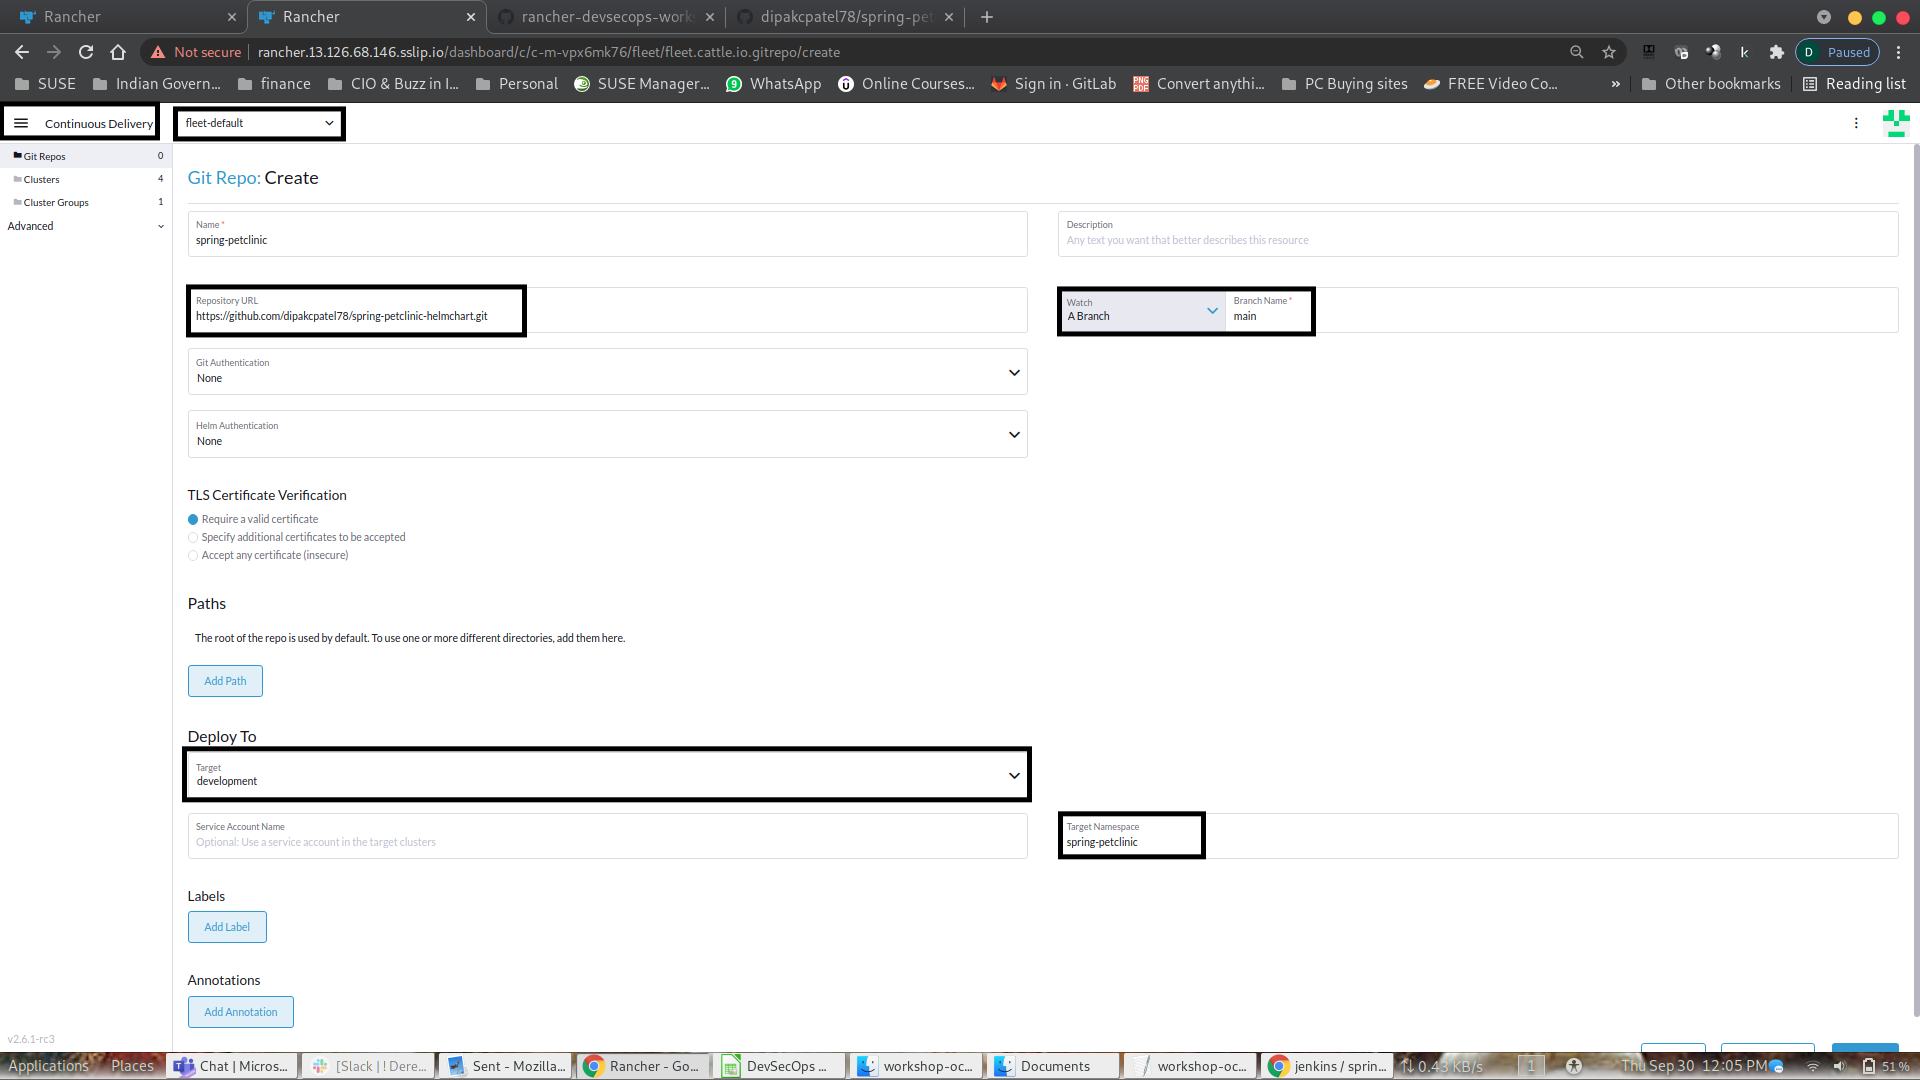 Rancher
Rancher
rancher-devsecops-works
dipakcpatel78/spring-pet
Not secure
rancher.13.126.68.146.sslip.io/dashboard/c/c-m-vpx6mk76/fleet/fleet.cattle.io.gitrepo/create
D Paused
SUSE
Indian Govern...
finance
CIO & Buzz in I...
Personal
SUSE Manager...
WhatsApp
Online Courses...
Sign in · GitLab
PNG PDF
Convert anythi...
PC Buying sites
FREE Video Co...
»
Other bookmarks
Reading list
Continuous Delivery
fleet-default
Git Repos 0
Clusters 4
Cluster Groups 1
Advanced
Git Repo: Create
Name *
spring-petclinic
Description
Any text you want that better describes this resource
Repository URL
https://github.com/dipakcpatel78/spring-petclinic-helmchart.git
Watch
A Branch
Branch Name *
main
Git Authentication
None
Helm Authentication
None
TLS Certificate Verification
Require a valid certificate
Specify additional certificates to be accepted
Accept any certificate (insecure)
Paths
The root of the repo is used by default. To use one or more different directories, add them here.
Add Path
Deploy To
Target
development
Service Account Name
Optional: Use a service account in the target clusters
Target Namespace
spring-petclinic
Labels
Add Label
Annotations
Add Annotation
v2.6.1-rc3
Applications
Places
Chat | Micros...
[Slack | ! Dere...
Sent - Mozilla...
Rancher - Go...
DevSecOps ...
workshop-oc...
Documents
workshop-oc...
jenkins / sprin...
0.43 KB/s
1
Thu Sep 30 12:05 PM
51 %